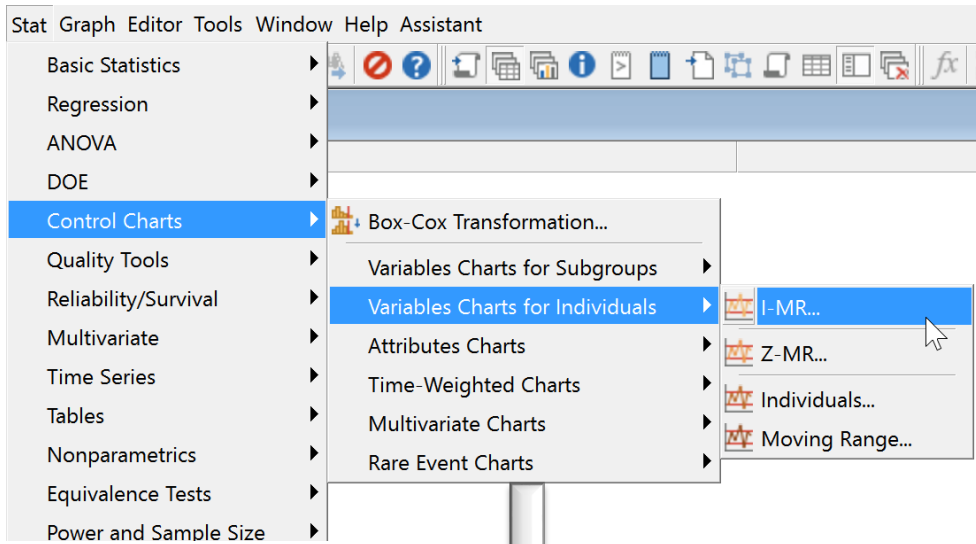 Stat Graph Editor Tools Window Help Assistant
Basic Statistics
Regression
ANOVA
DOE
Control Charts
Quality Tools
Reliability/Survival
Multivariate
Time Series
Tables
Nonparametrics
Equivalence Tests
Power and Sample Size
Box-Cox Transformation...
Variables Charts for Subgroups
Variables Charts for Individuals
Attributes Charts
Time-Weighted Charts
Multivariate Charts
Rare Event Charts
I-MR...
Z-MR...
Individuals...
Moving Range...
fx